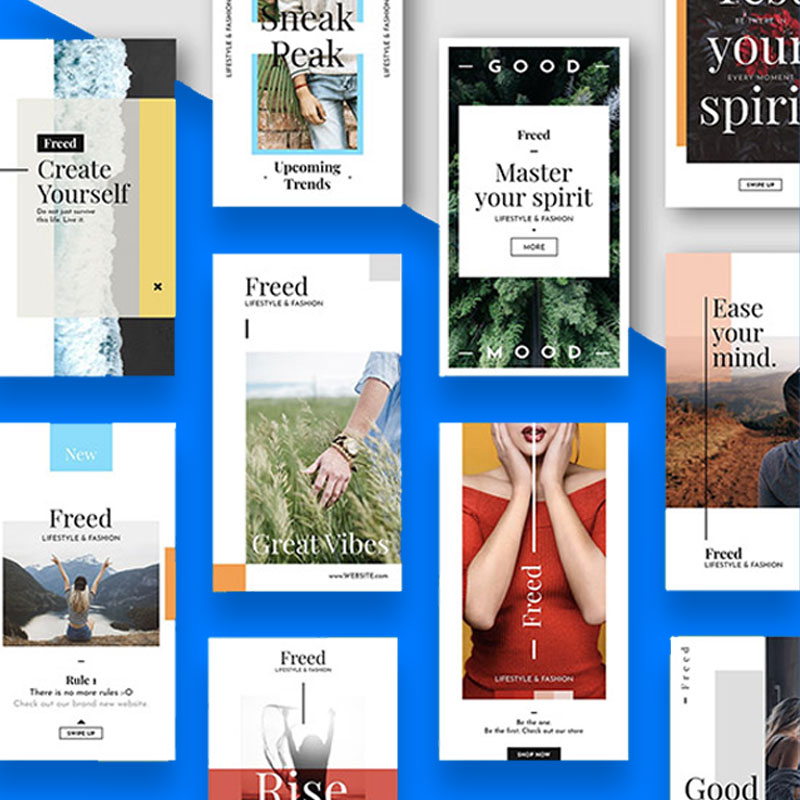 Freed
Create
Yourself
Do not just survive
this life. Live it.
LIFESTYLE & FASHION
Sneak
Peak
LIFESTYLE & FASHION
Upcoming
Trends
GOOD
Freed
Master
your spirit
LIFESTYLE & FASHION
MORE
MOOD
BE THERE IN
your
EVERY MOMENT
spiri
SWIPE UP
Freed
LIFESTYLE & FASHION
Great Vibes
www.WEBSITE.com
Ease
your
mind.
Freed
LIFESTYLE & FASHION
New
Freed
LIFESTYLE & FASHION
Rule 1
There is no more rules :-O
Check out our brand new website.
SWIPE UP
Freed
LIFESTYLE & FASHION
Be the one.
Be the first. Check out our store
SHOP NOW
Freed
LIFESTYLE & FASHION
Rise
Freed
Good